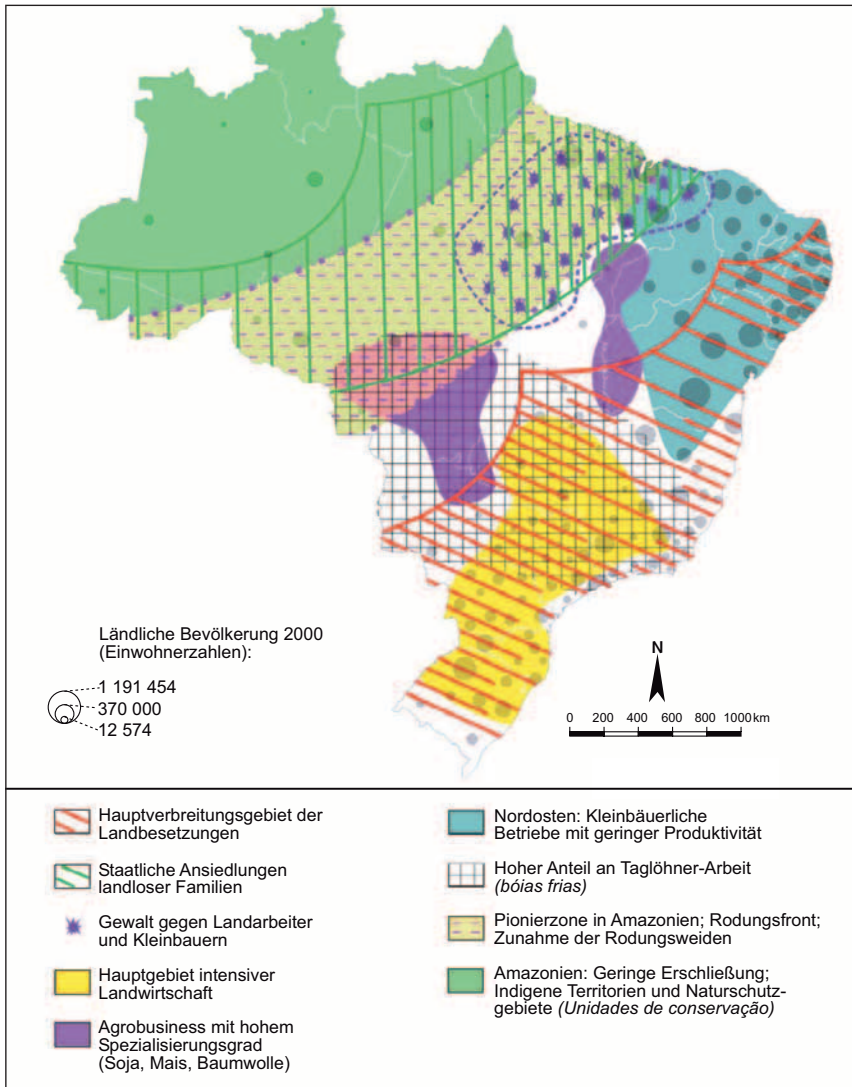 Ländliche Bevölkerung 2000
(Einwohnerzahlen):
1 191 454
370 000
12 574
N
0 200 400 600 800 1000km
Hauptverbreitungsgebiet der
Landbesetzungen
Staatliche Ansiedlungen
landloser Familien
Gewalt gegen Landarbeiter
und Kleinbauern
Hauptgebiet intensiver
Landwirtschaft
Agrobusiness mit hohem
Spezialisierungsgrad
(Soja, Mais, Baumwolle)
Nordosten: Kleinbäuerliche
Betriebe mit geringer Produktivität
Hoher Anteil an Taglöhner-Arbeit
(bóias frias)
Pionierzone in Amazonien; Rodungsfront;
Zunahme der Rodungsweiden
Amazonien: Geringe Erschließung;
Indigene Territorien und Naturschutz-
gebiete (Unidades de conservação)